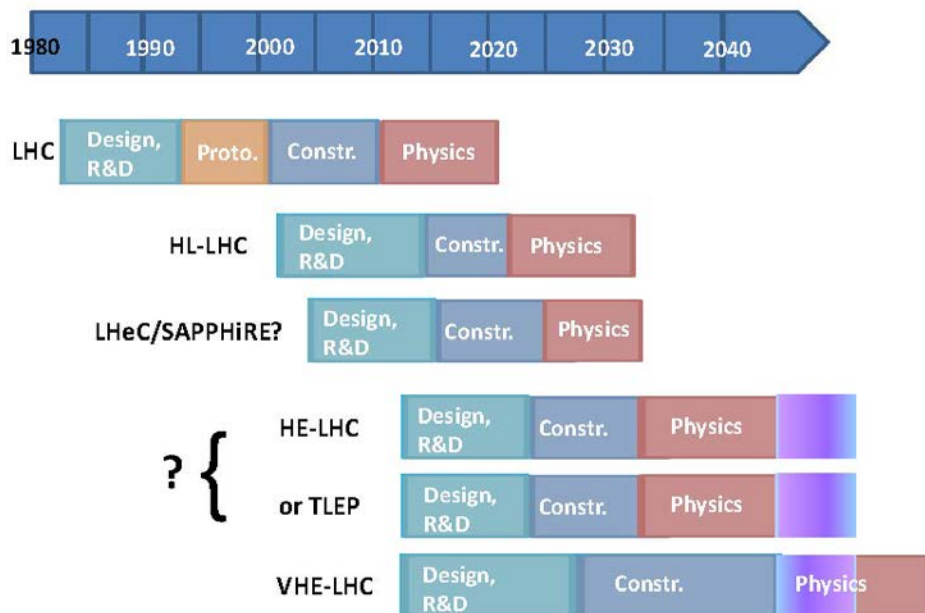 1980 1990 2000 2010 2020 2030 2040
LHC Design, R&D Proto. Constr. Physics
HL-LHC Design, R&D Constr. Physics
LHeC/SAPPHiRE? Design, R&D Constr. Physics
HE-LHC Design, R&D Constr. Physics
? {
or TLEP Design, R&D Constr. Physics
VHE-LHC Design, R&D Constr. Physics